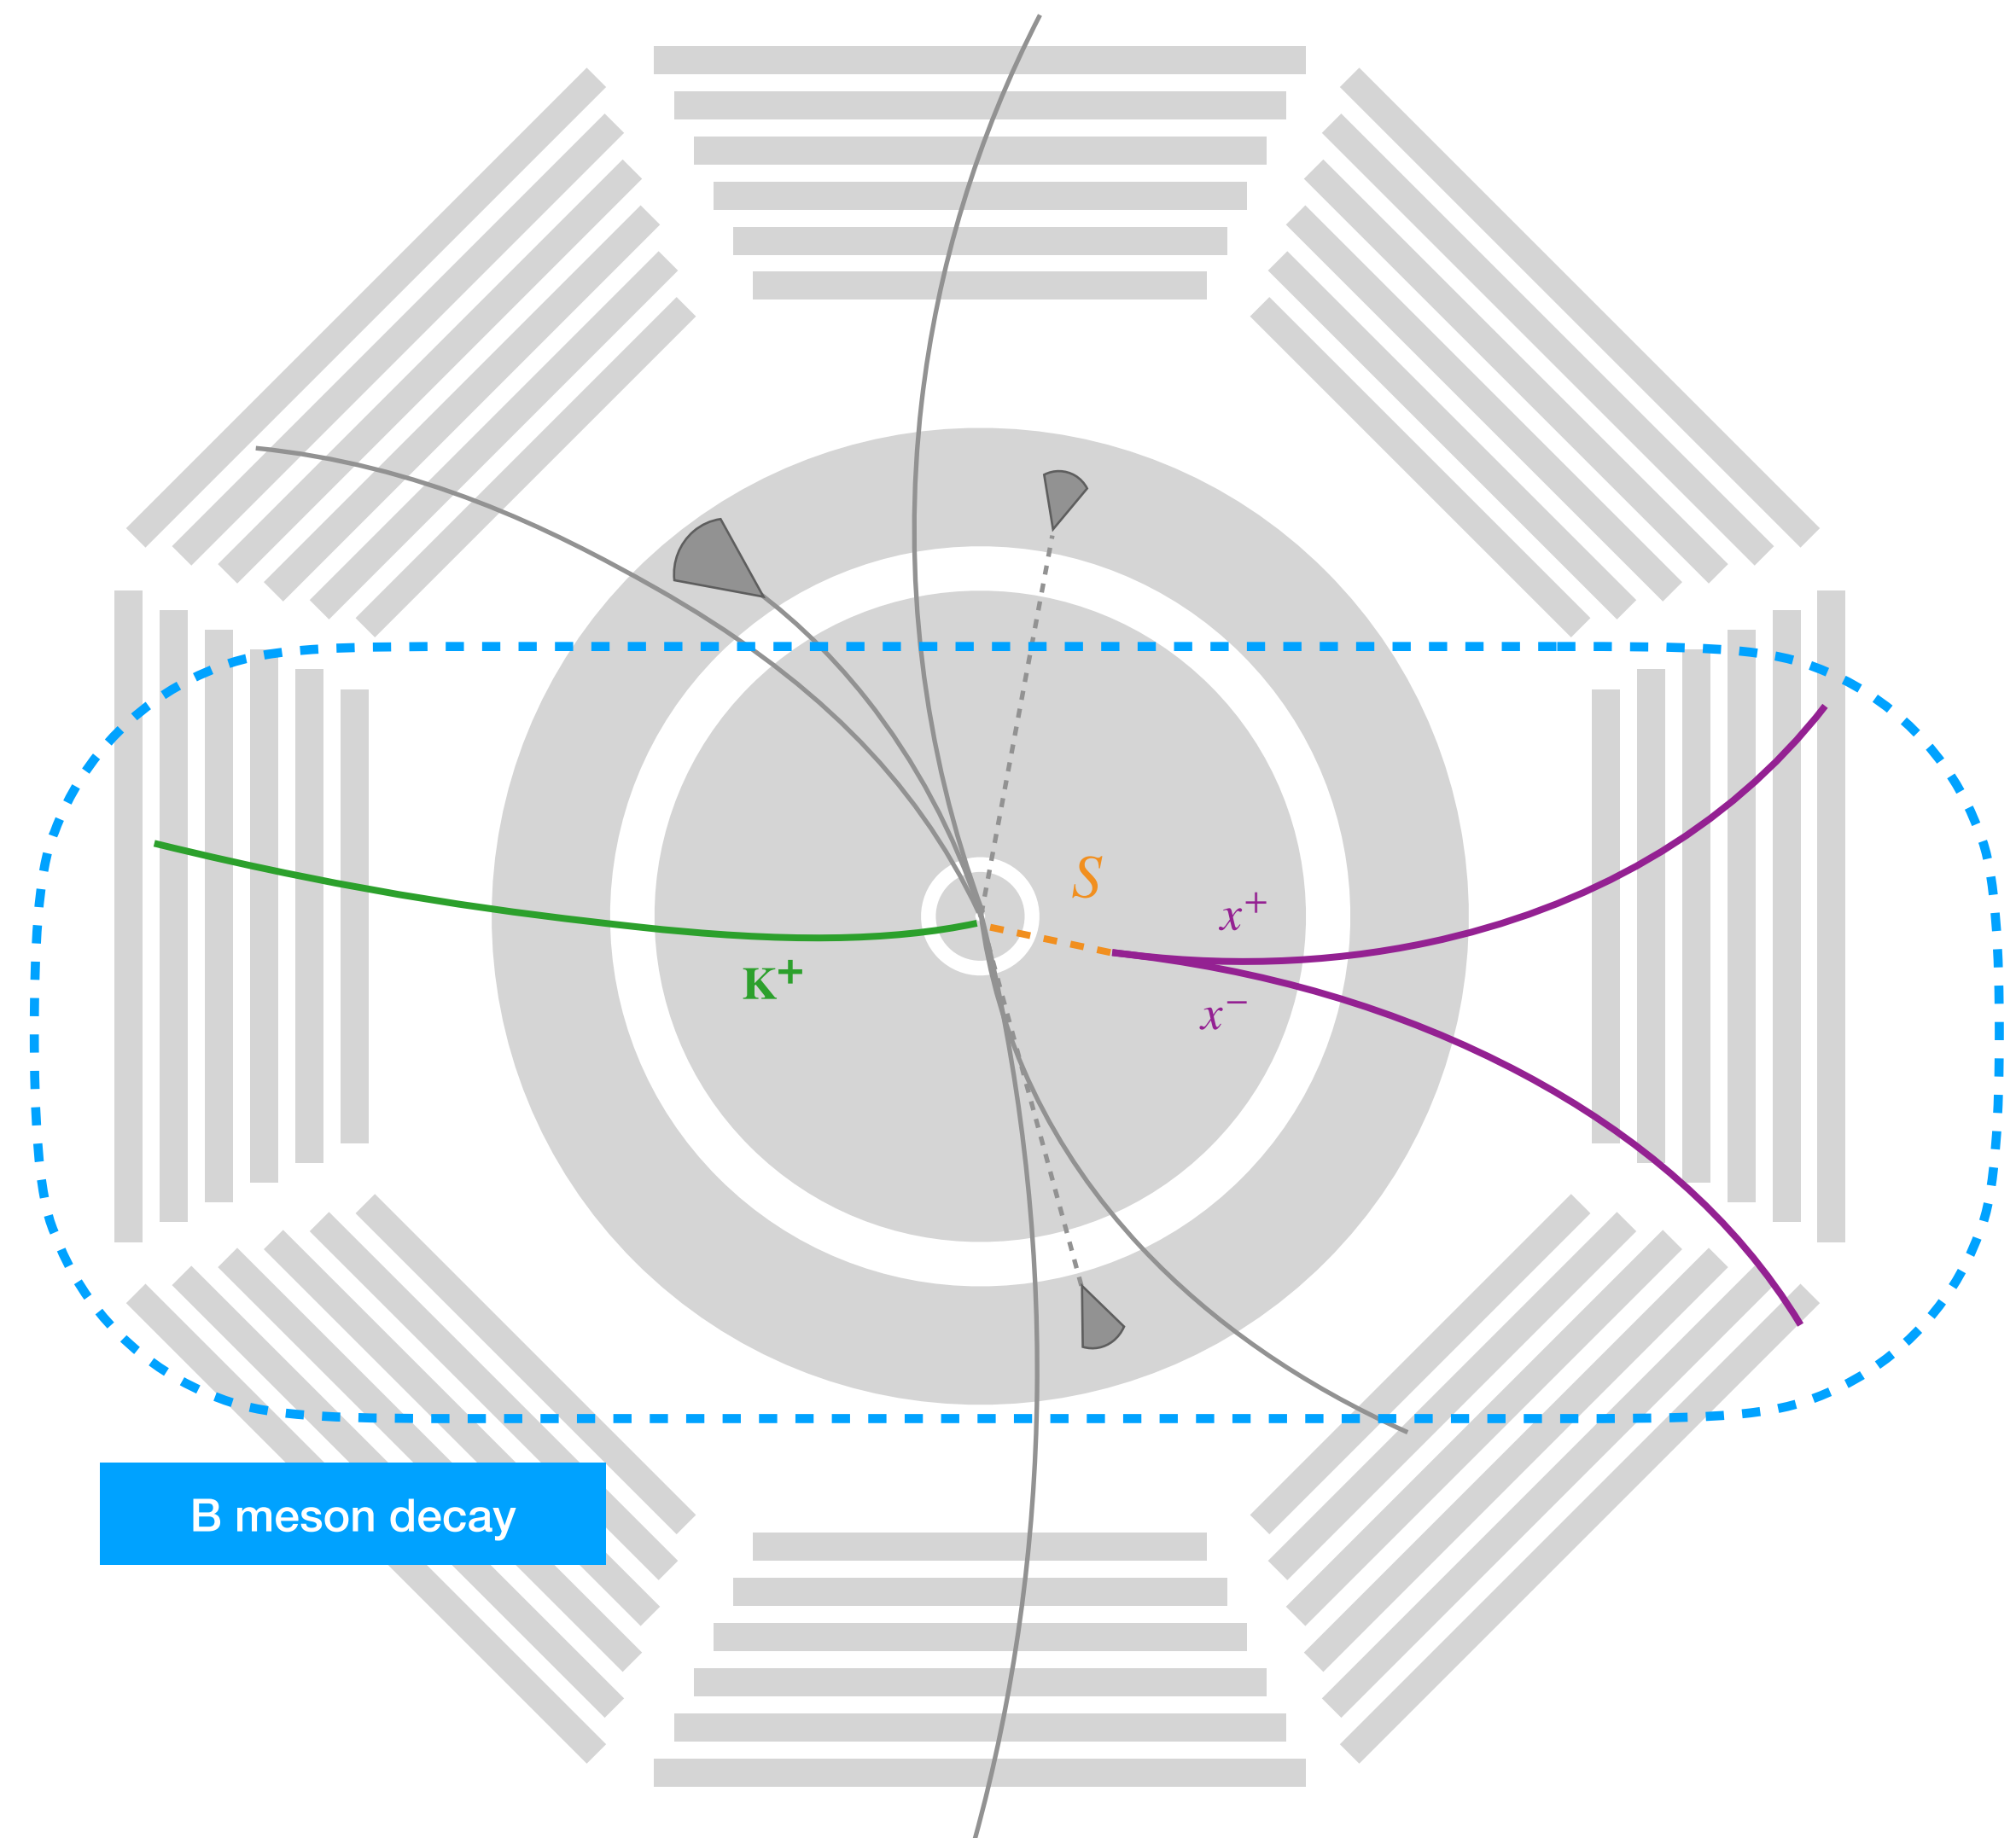 S
x⁺
K⁺
x⁻
B meson decay